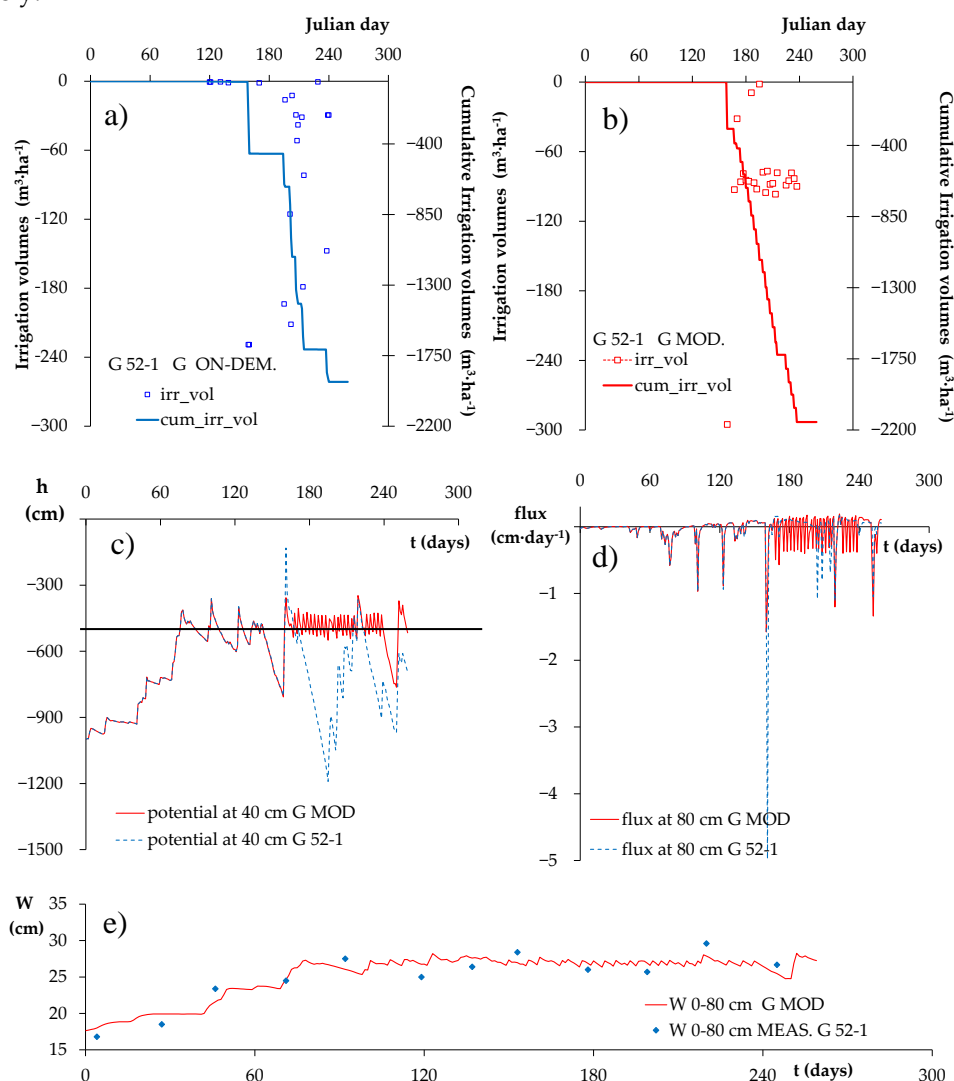 Julian day
0 60 120 180 240 300
0
−60
−120
−180
−240
−300
Irrigation volumes (m³·ha⁻¹)
a)
−400
−850
−1300
−1750
−2200
Cumulative Irrigation volumes (m³·ha⁻¹)
G 52-1 G ON-DEM.
irr_vol
cum_irr_vol
Julian day
0 60 120 180 240 300
0
−60
−120
−180
−240
−300
Irrigation volumes (m³·ha⁻¹)
b)
−400
−850
−1300
−1750
−2200
Cumulative Irrigation volumes (m³·ha⁻¹)
G 52-1 G MOD.
irr_vol
cum_irr_vol
h
(cm)
0 60 120 180 240 300
t (days)
c)
−300
−600
−900
−1200
−1500
potential at 40 cm G MOD
potential at 40 cm G 52-1
0 60 120 180 240 300
flux
(cm·day⁻¹)
t (days)
d)
−1
−2
−3
−4
−5
flux at 80 cm G MOD
flux at 80 cm G 52-1
W
(cm)
e)
35
30
25
20
15
W 0-80 cm G MOD
W 0-80 cm MEAS. G 52-1
0 60 120 180 240 300
t (days)